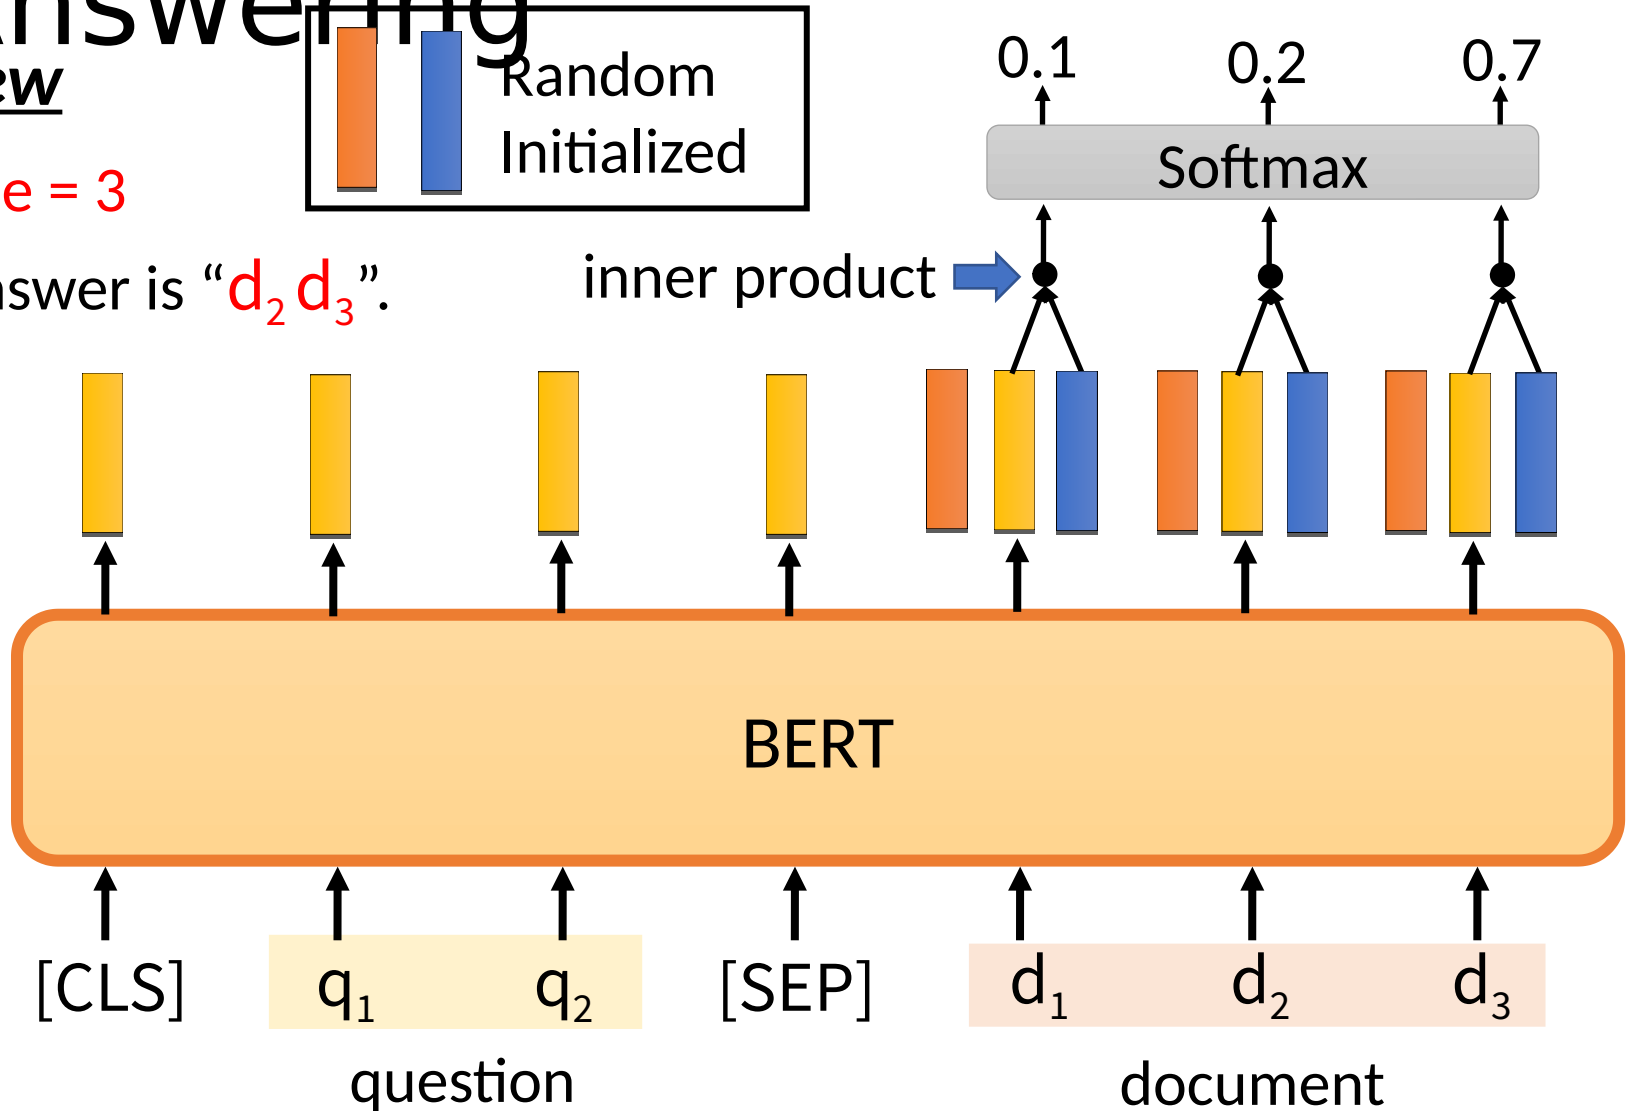 Random
Initialized
0.1 0.2 0.7
Softmax
e = 3
inner product
is “d₂ d₃”.
BERT
[CLS] q₁ q₂ [SEP] d₁ d₂ d₃
question document